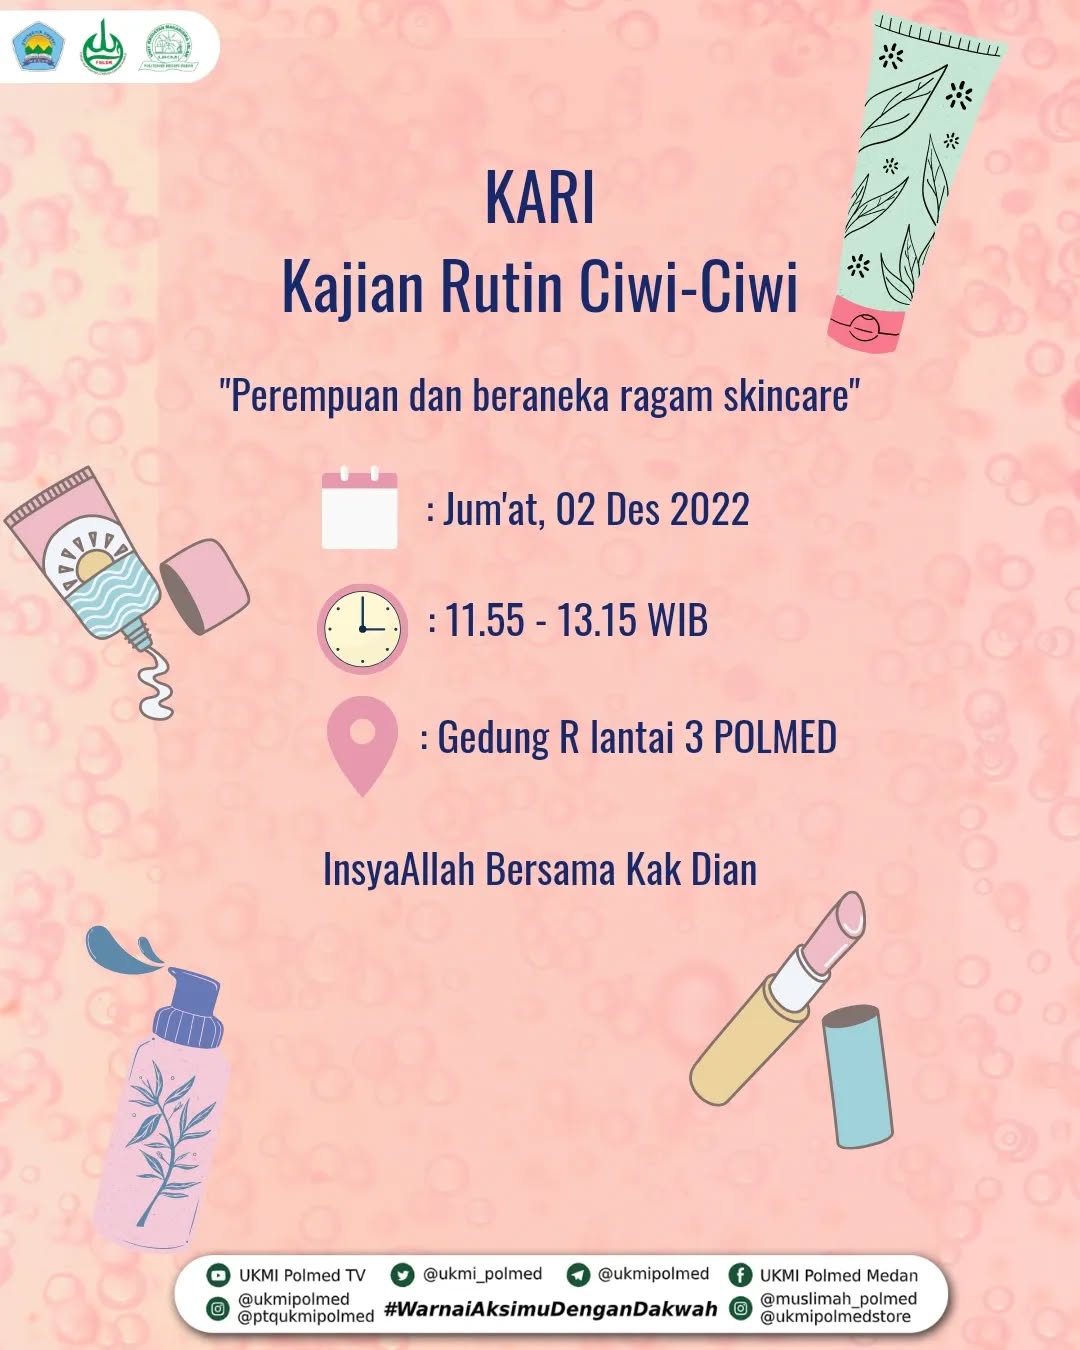 KARI
Kajian Rutin Ciwi-Ciwi
"Perempuan dan beraneka ragam skincare"
: Jum'at, 02 Des 2022
: 11.55 - 13.15 WIB
: Gedung R lantai 3 POLMED
InsyaAllah Bersama Kak Dian
UKMI Polmed TV
@ukmi_polmed
@ukmipolmed
UKMI Polmed Medan
@ukmipolmed
@ptqukmipolmed
#WarnaiAksimuDenganDakwah
@muslimah_polmed
@ukmipolmedstore